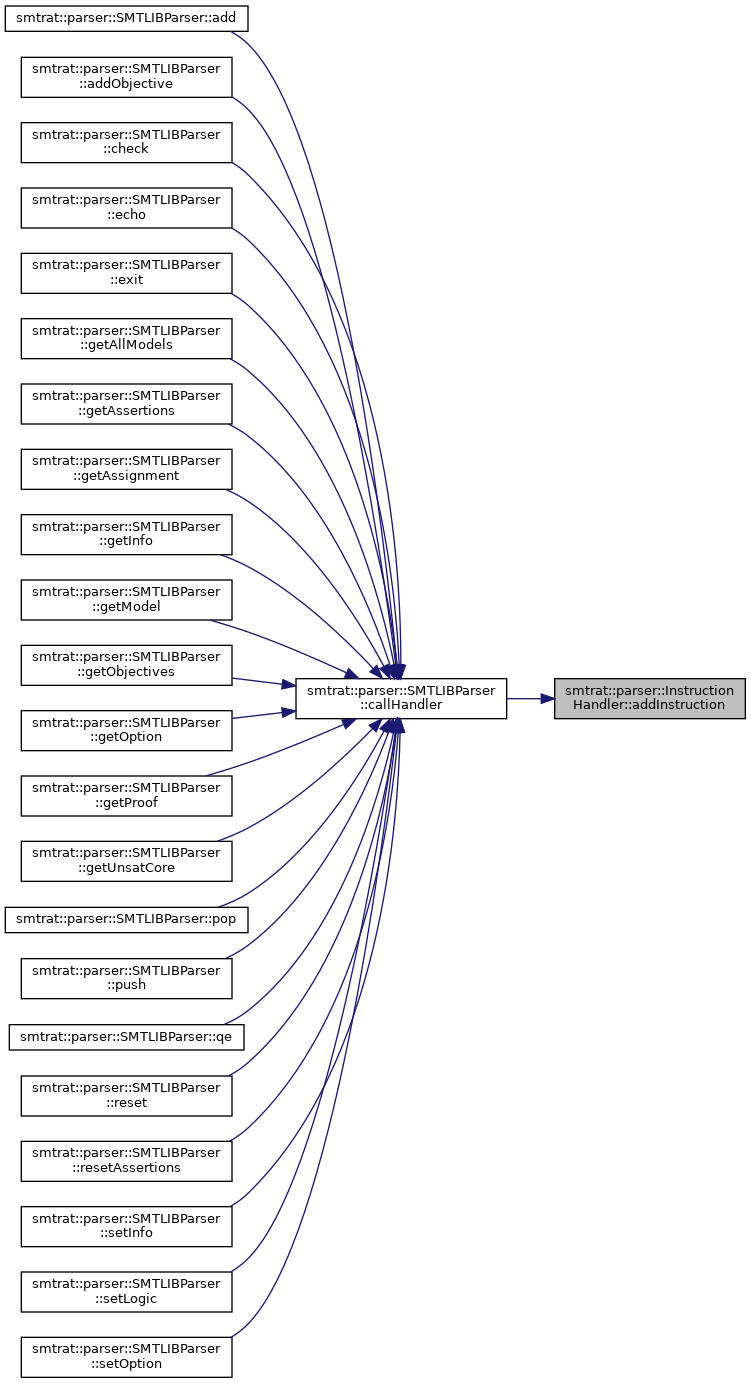 smtrat::parser::SMTLIBParser::add
smtrat::parser::SMTLIBParser
::addObjective
smtrat::parser::SMTLIBParser
::check
smtrat::parser::SMTLIBParser
::echo
smtrat::parser::SMTLIBParser
::exit
smtrat::parser::SMTLIBParser
::getAllModels
smtrat::parser::SMTLIBParser
::getAssertions
smtrat::parser::SMTLIBParser
::getAssignment
smtrat::parser::SMTLIBParser
::getInfo
smtrat::parser::SMTLIBParser
::getModel
smtrat::parser::SMTLIBParser
::getObjectives
smtrat::parser::SMTLIBParser
::getOption
smtrat::parser::SMTLIBParser
::getProof
smtrat::parser::SMTLIBParser
::getUnsatCore
smtrat::parser::SMTLIBParser::pop
smtrat::parser::SMTLIBParser
::push
smtrat::parser::SMTLIBParser::qe
smtrat::parser::SMTLIBParser
::reset
smtrat::parser::SMTLIBParser
::resetAssertions
smtrat::parser::SMTLIBParser
::setInfo
smtrat::parser::SMTLIBParser
::setLogic
smtrat::parser::SMTLIBParser
::setOption
smtrat::parser::SMTLIBParser
::callHandler
smtrat::parser::Instruction
Handler::addInstruction